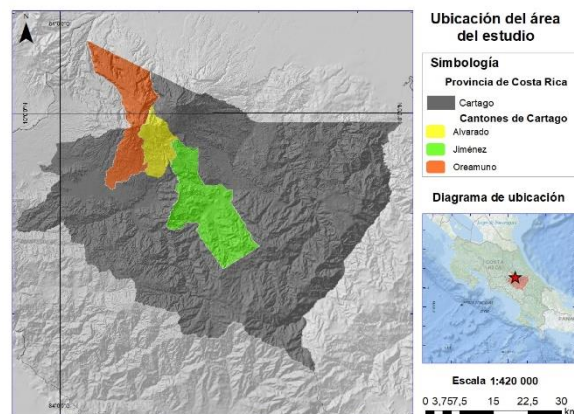 Ubicación del área
del estudio
Simbología
Provincia de Costa Rica
Cartago
Cantones de Cartago
Alvarado
Jiménez
Oreamuno
Diagrama de ubicación
Escala 1:420 000
0 3,757,5 15 22,5 30
km
N